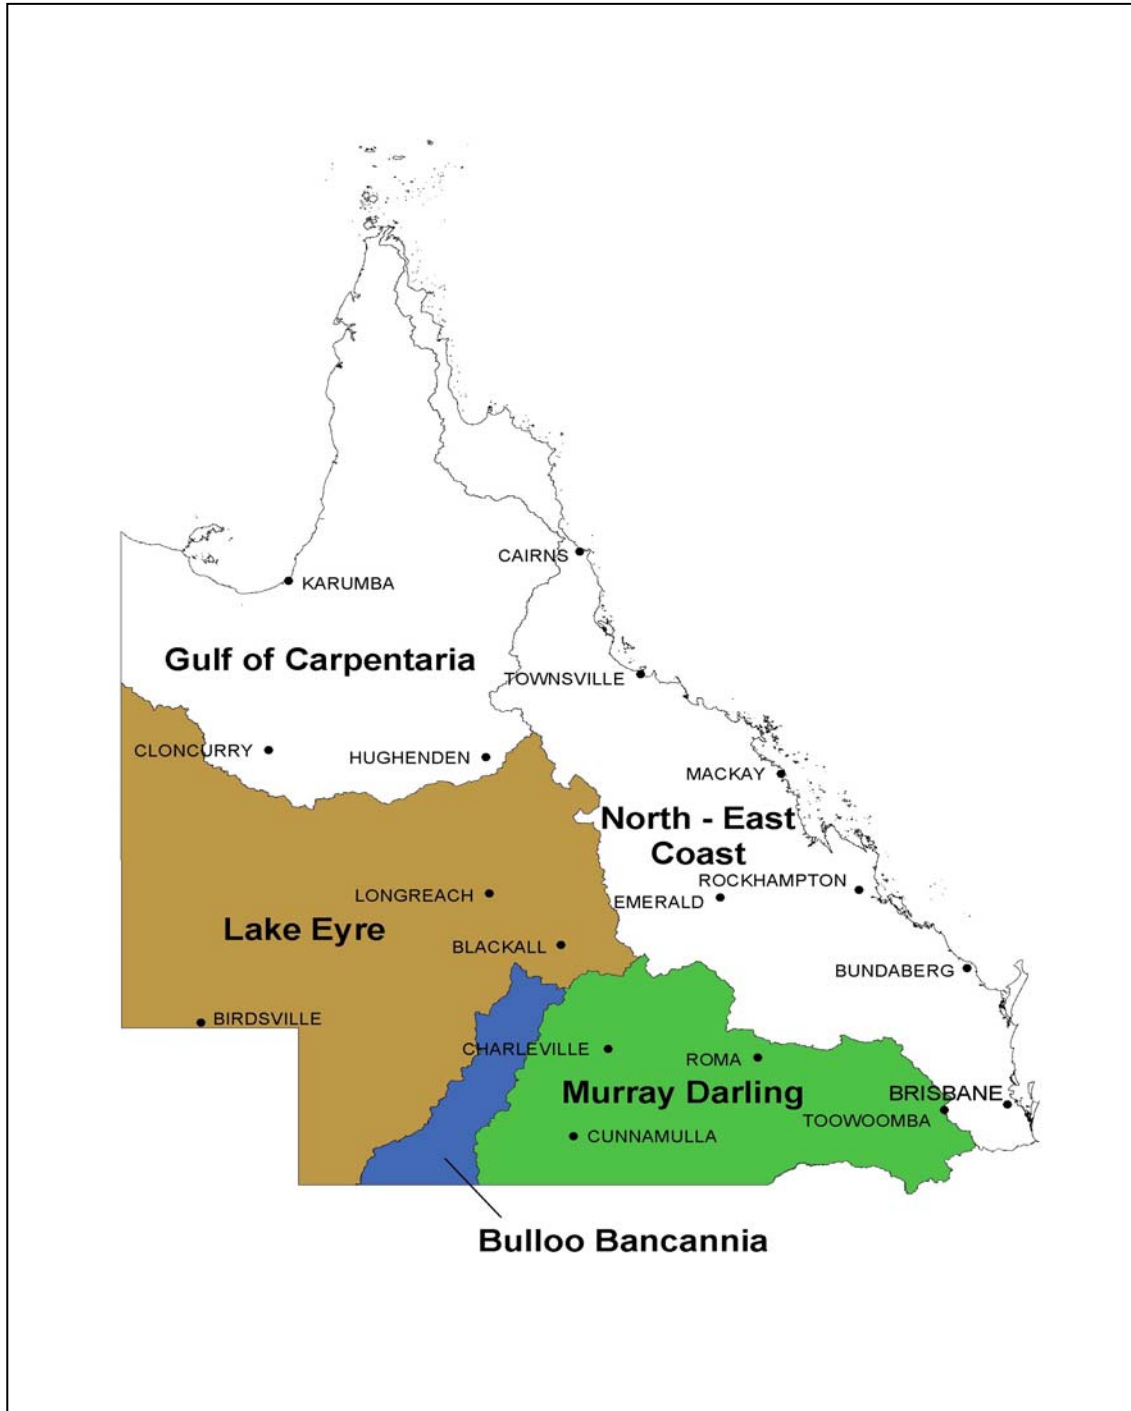 CAIRNS
KARUMBA
Gulf of Carpentaria
TOWNSVILLE
CLONCURRY
HUGHENDEN
MACKAY
North - East
Coast
ROCKHAMPTON
LONGREACH
EMERALD
Lake Eyre
BLACKALL
BUNDABERG
BIRDSVILLE
CHARLEVILLE
ROMA
Murray Darling
BRISBANE
TOOWOOMBA
CUNNAMULLA
Bulloo Bancannia